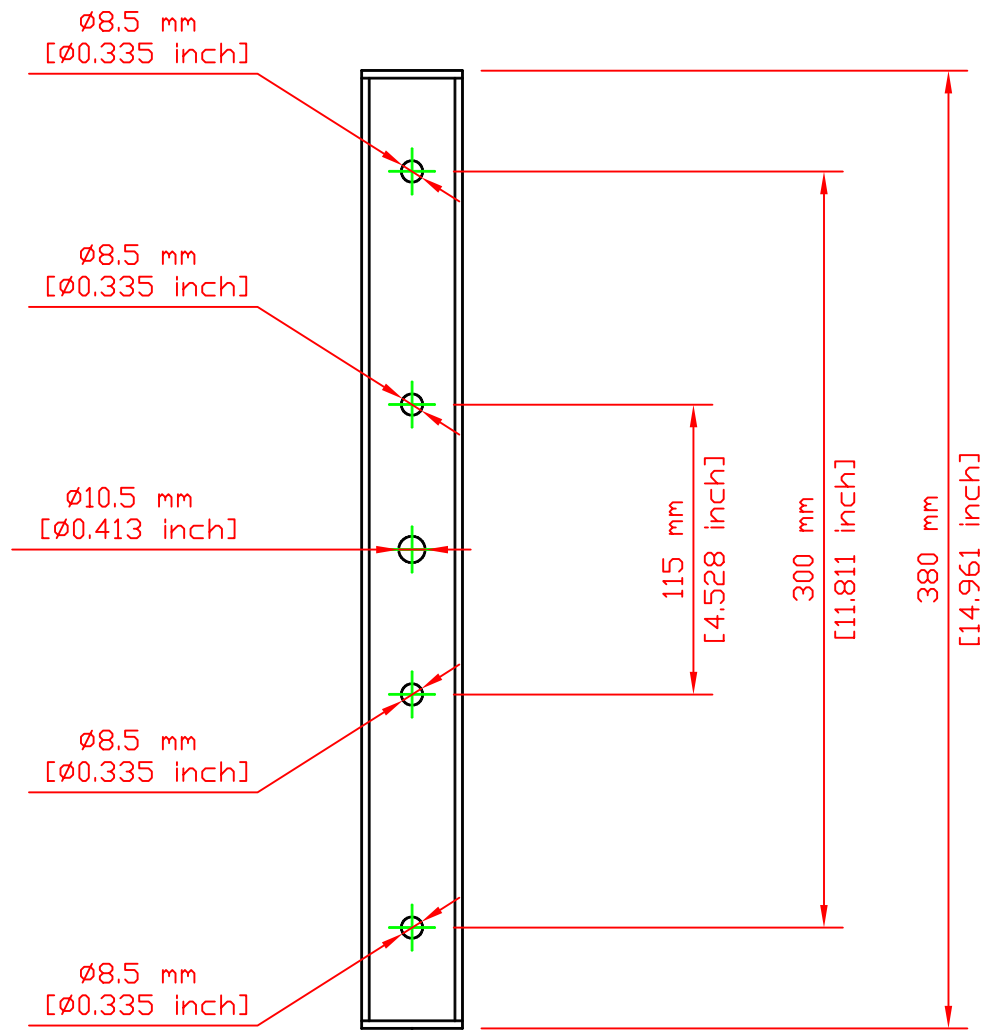 Ø8.5 mm
[Ø0.335 inch]
Ø8.5 mm
[Ø0.335 inch]
Ø10.5 mm
[Ø0.413 inch]
Ø8.5 mm
[Ø0.335 inch]
Ø8.5 mm
[Ø0.335 inch]
115 mm
[4.528 inch]
300 mm
[11.811 inch]
380 mm
[14.961 inch]